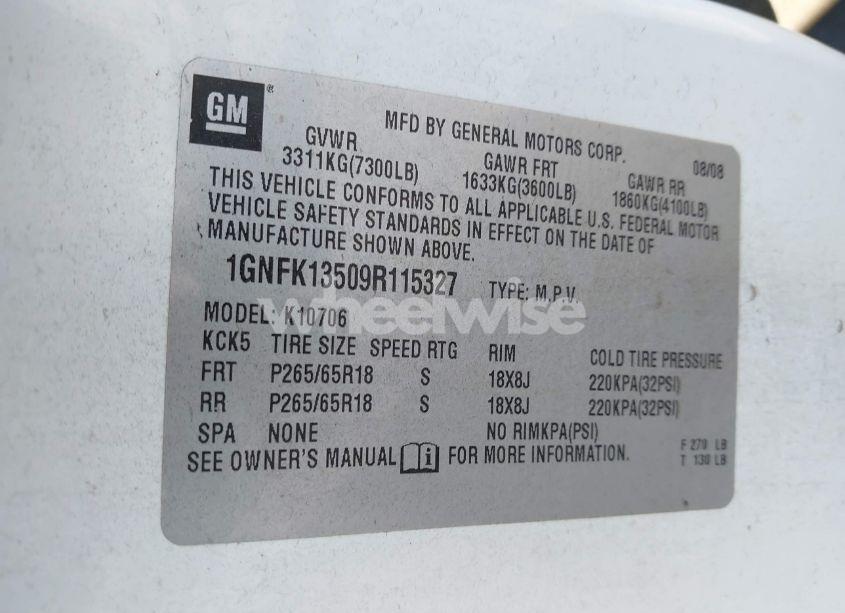 GM
MFD BY GENERAL MOTORS CORP. 08/08
GVWR GAWR FRT GAWR RR
3311KG(7300LB) 1633KG(3600LB) 1860KG(4100LB)
THIS VEHICLE CONFORMS TO ALL APPLICABLE U.S. FEDERAL MOTOR
VEHICLE SAFETY STANDARDS IN EFFECT ON THE DATE OF
MANUFACTURE SHOWN ABOVE.
1GNFK13509R115327 TYPE: M.P.V.
wheelwise
MODEL: K10706
KCK5 TIRE SIZE SPEED RTG RIM COLD TIRE PRESSURE
FRT P265/65R18 S 18X8J 220KPA(32PSI)
RR P265/65R18 S 18X8J 220KPA(32PSI)
SPA NONE NO RIMKPA(PSI)
SEE OWNER'S MANUAL i FOR MORE INFORMATION.
F 270 LB
T 130 LB